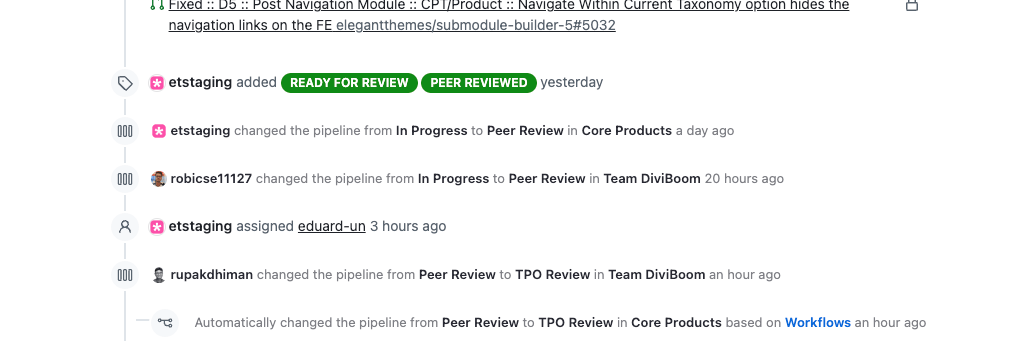 Fixed :: D5 :: Post Navigation Module :: CPT/Product :: Navigate Within Current Taxonomy option hides the
navigation links on the FE elegantthemes/submodule-builder-5#5032
etstaging added READY FOR REVIEW PEER REVIEWED yesterday
etstaging changed the pipeline from In Progress to Peer Review in Core Products a day ago
robicse11127 changed the pipeline from In Progress to Peer Review in Team DiviBoom 20 hours ago
etstaging assigned eduard-un 3 hours ago
rupakdhiman changed the pipeline from Peer Review to TPO Review in Team DiviBoom an hour ago
Automatically changed the pipeline from Peer Review to TPO Review in Core Products based on Workflows an hour ago